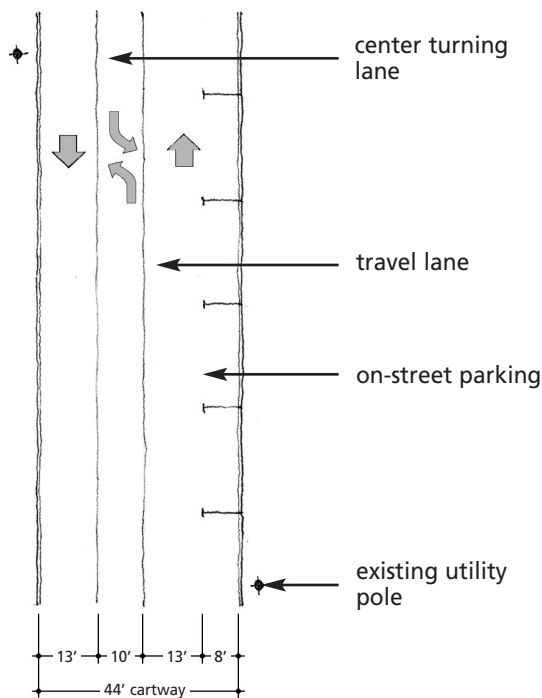 center turning
lane
travel lane
on-street parking
existing utility
pole
13’ 10’ 13’ 8’
44’ cartway